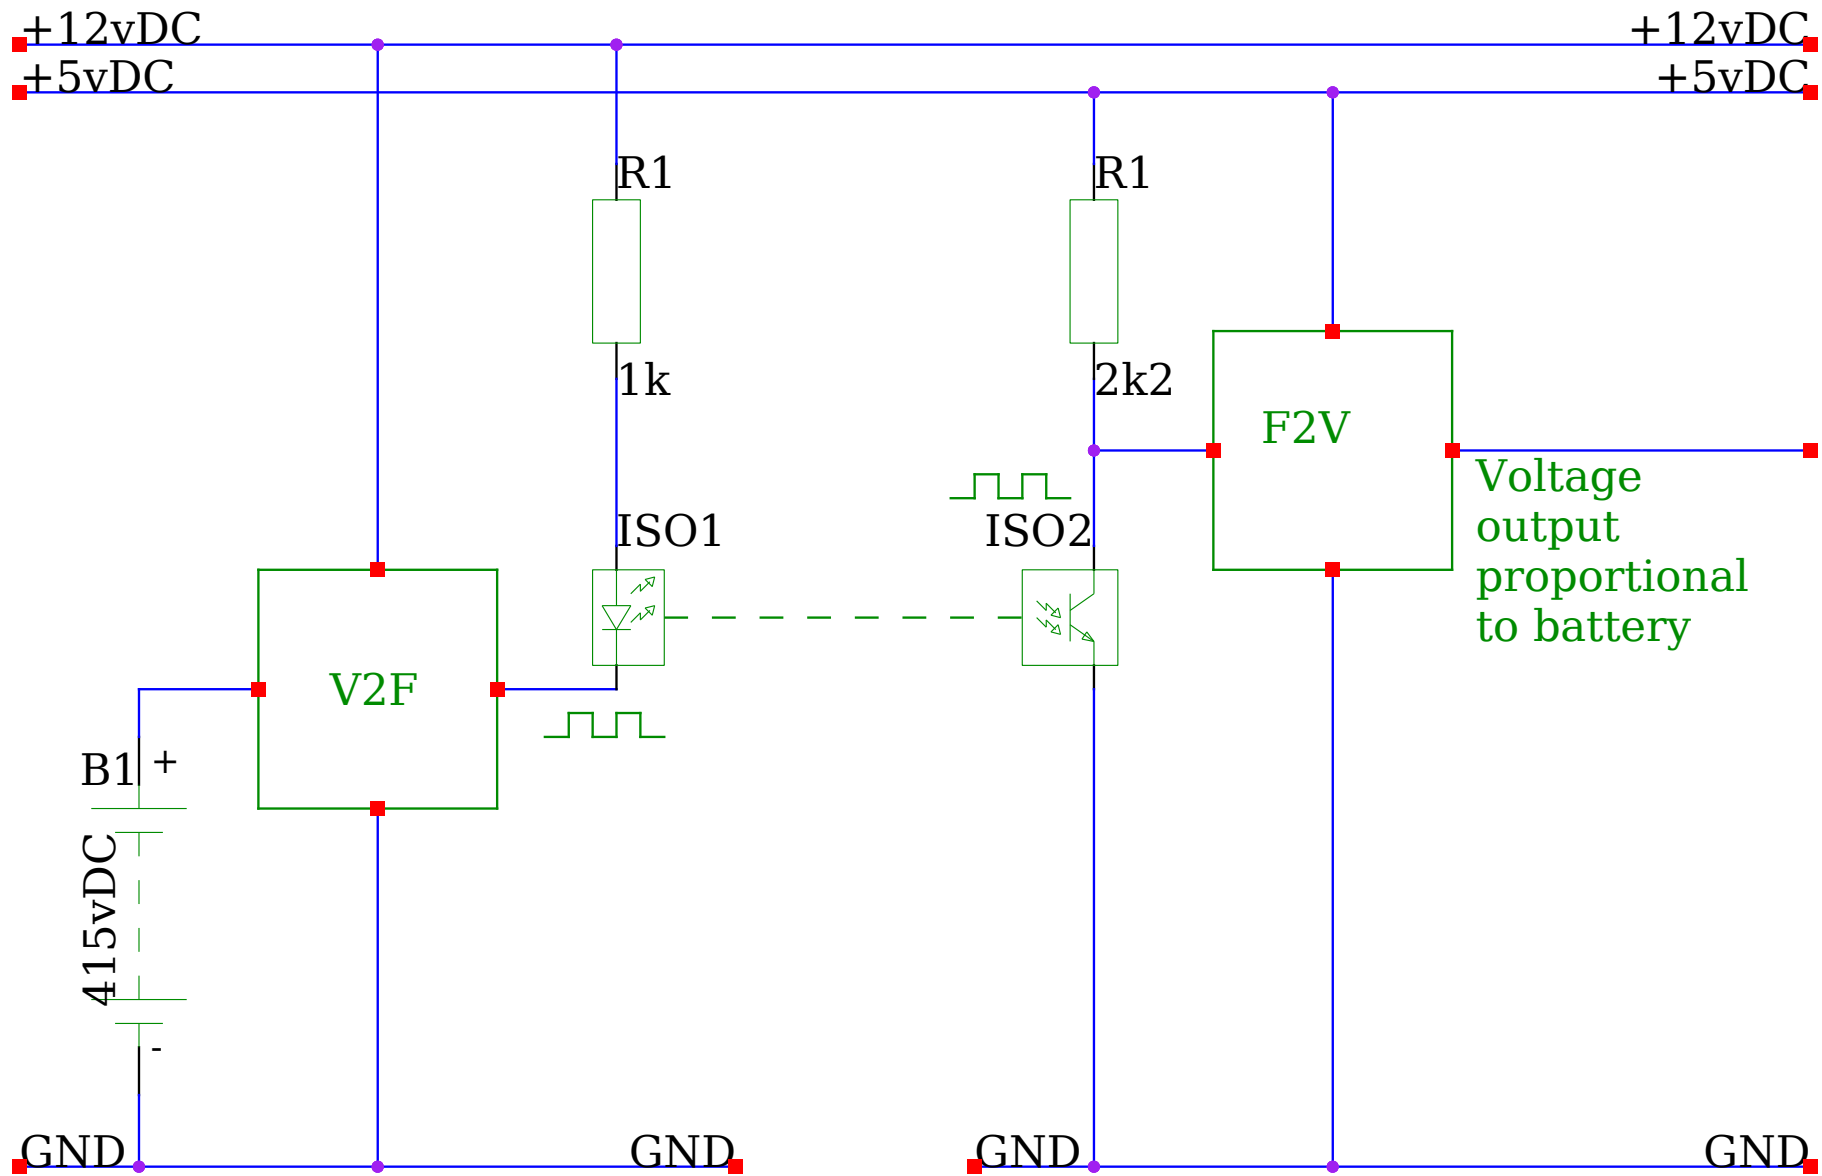 +12vDC
+12vDC
+5vDC
+5vDC
R1
R1
1k
2k2
F2V
Voltage
output
proportional
to battery
ISO1
ISO2
V2F
B1
+
415vDC
-
GND
GND
GND
GND